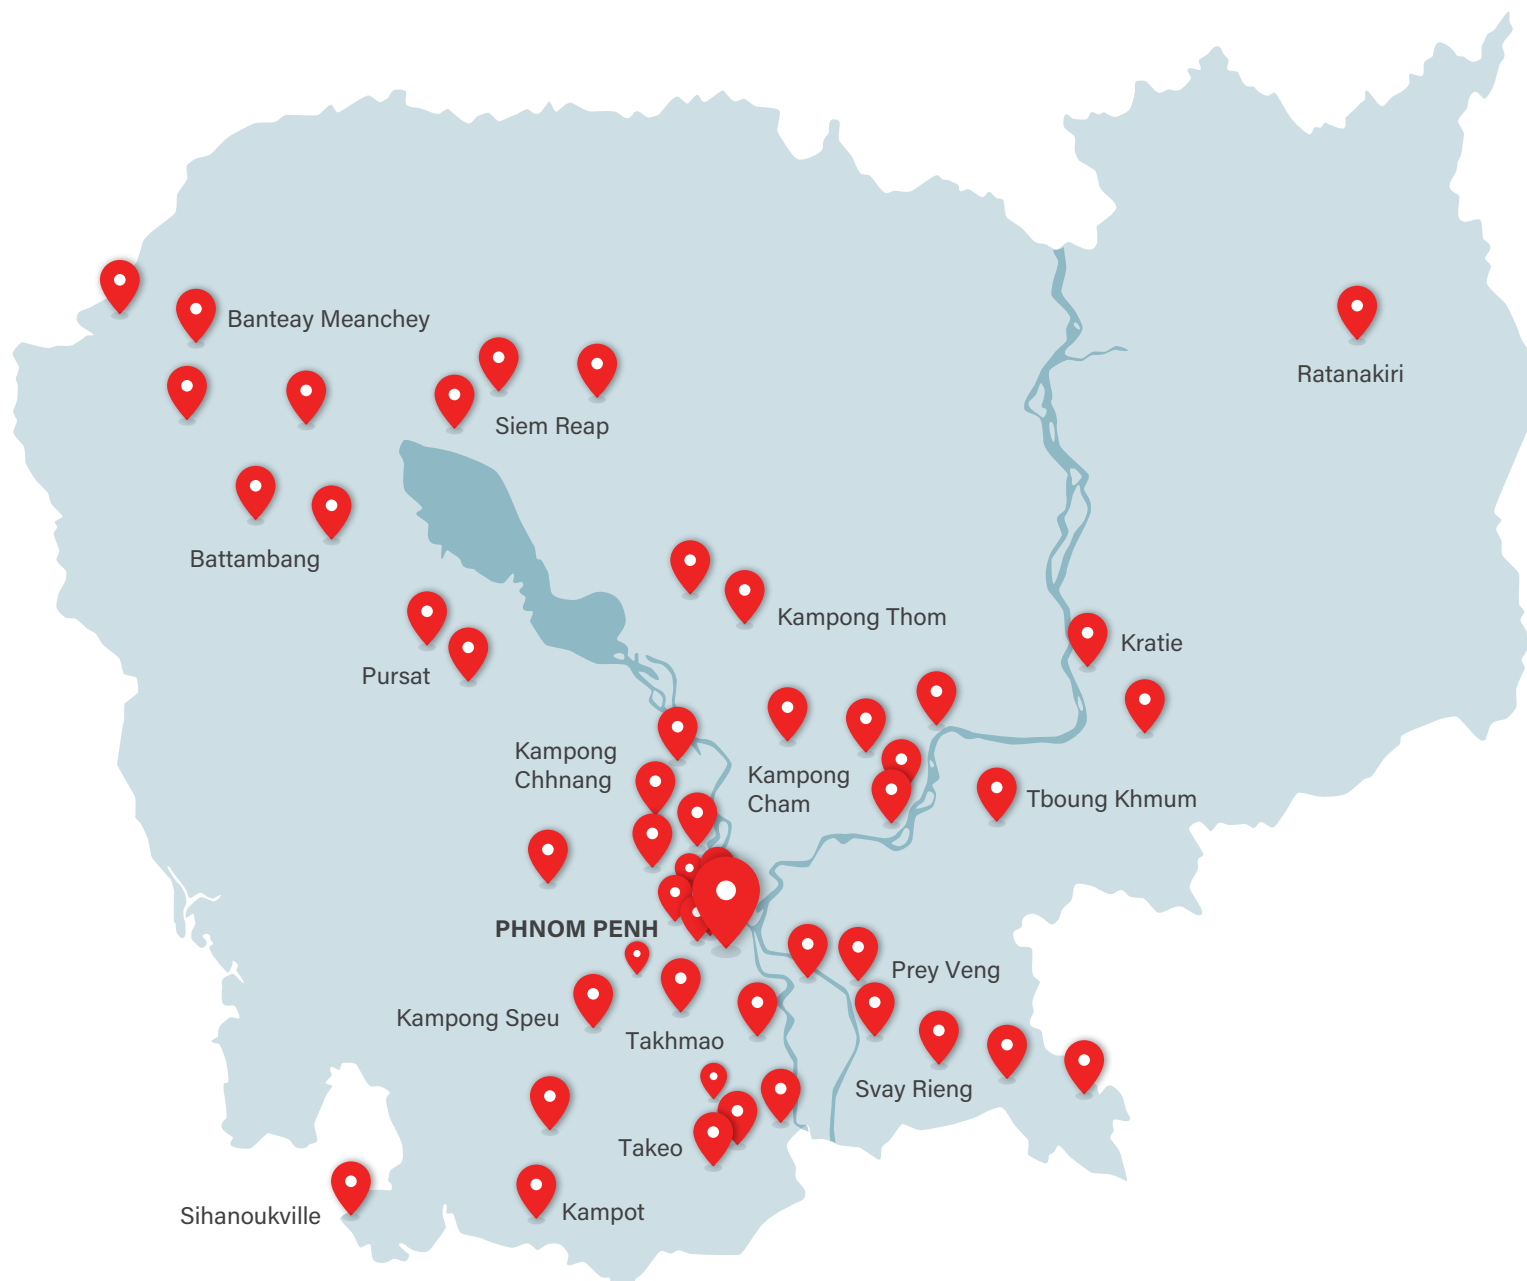 Banteay Meanchey
Ratanakiri
Siem Reap
Battambang
Kampong Thom
Kratie
Pursat
Kampong
Chhnang
Kampong
Cham
Tboung Khmum
PHNOM PENH
Prey Veng
Kampong Speu
Takhmao
Svay Rieng
Takeo
Sihanoukville
Kampot